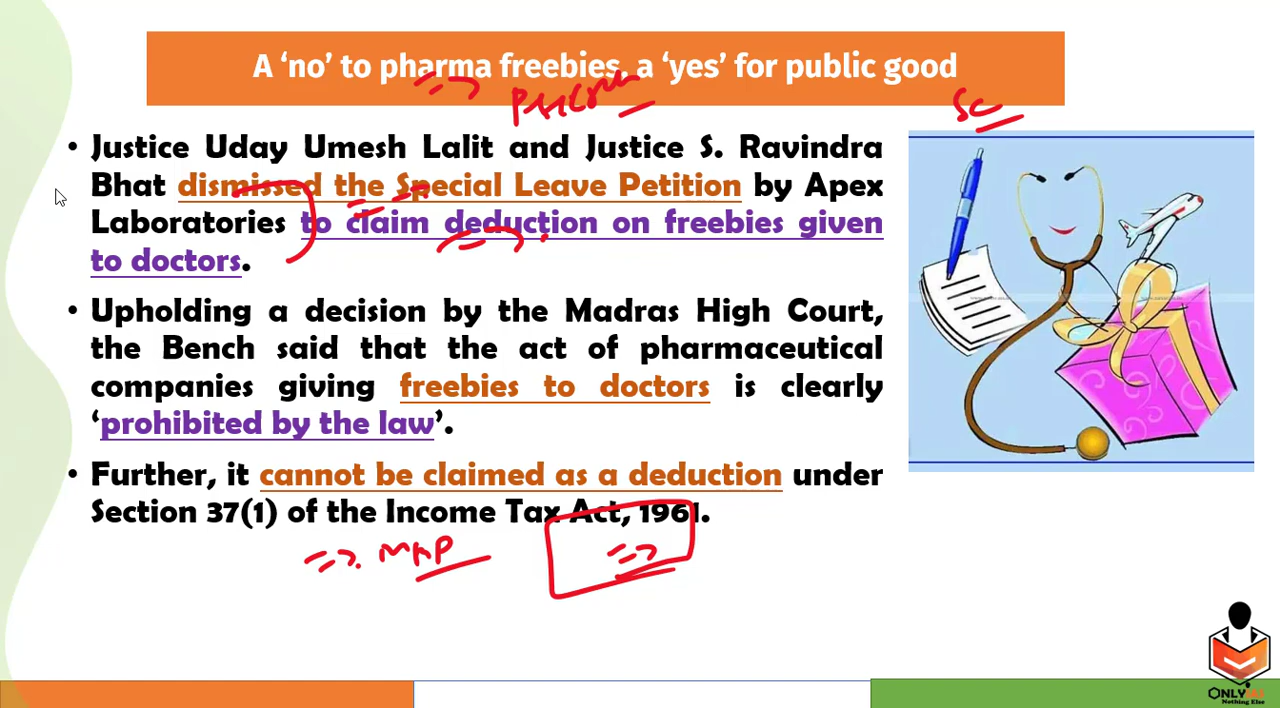 A ‘no’ to pharma freebies, a ‘yes’ for public good
SC
• Justice Uday Umesh Lalit and Justice S. Ravindra
Bhat dismissed the Special Leave Petition by Apex
Laboratories to claim deduction on freebies given
to doctors.
• Upholding a decision by the Madras High Court,
the Bench said that the act of pharmaceutical
companies giving freebies to doctors is clearly
‘prohibited by the law’.
• Further, it cannot be claimed as a deduction under
Section 37(1) of the Income Tax Act, 1961.
ONLYIAS
Nothing Else